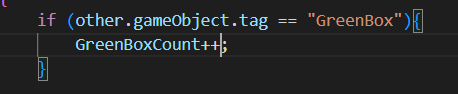 if (other.gameObject.tag == "GreenBox"){
GreenBoxCount++;
}